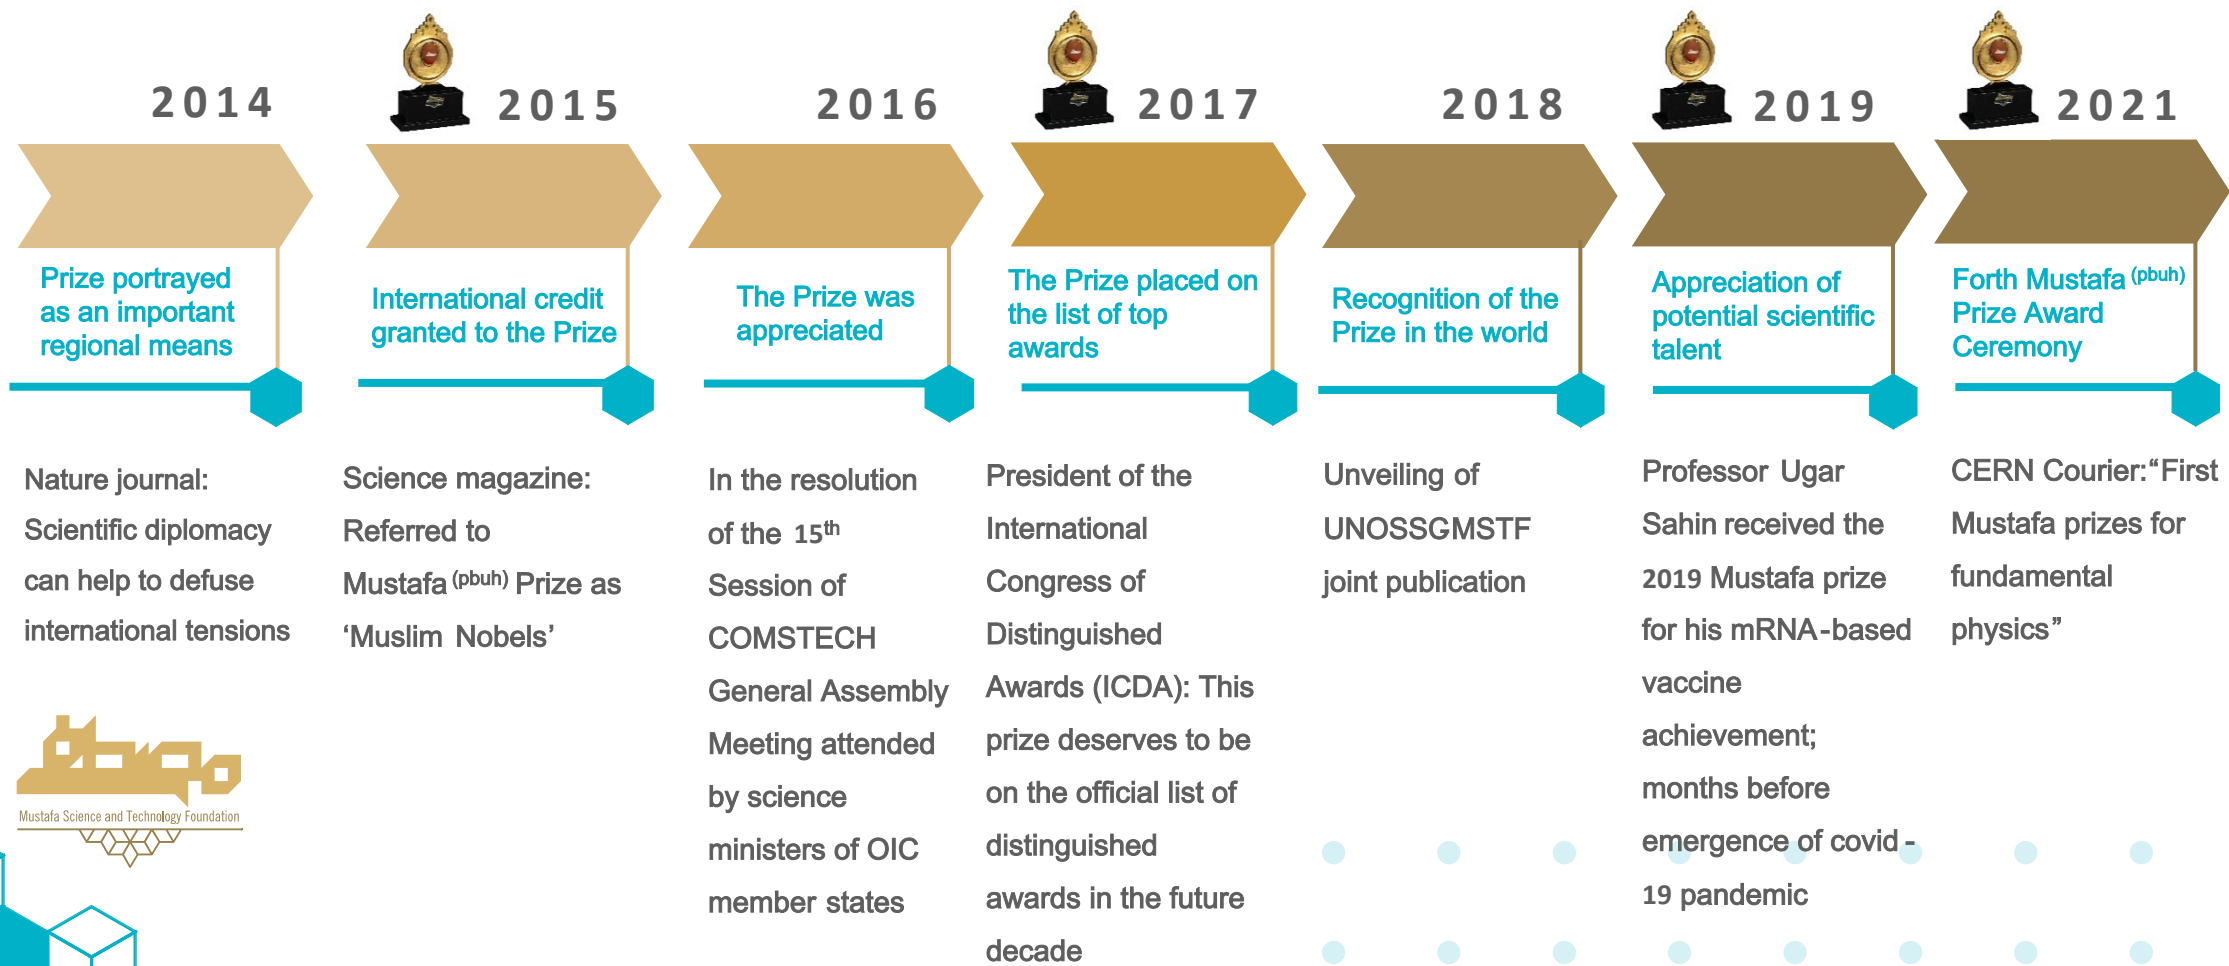 2014
Prize portrayed
as an important
regional means
Nature journal:
Scientific diplomacy
can help to defuse
international tensions
2015
International credit
granted to the Prize
Science magazine:
Referred to
Mustafa (pbuh) Prize as
‘Muslim Nobels’
2016
The Prize was
appreciated
In the resolution
of the 15th
Session of
COMSTECH
General Assembly
Meeting attended
by science
ministers of OIC
member states
2017
The Prize placed on
the list of top
awards
President of the
International
Congress of
Distinguished
Awards (ICDA): This
prize deserves to be
on the official list of
distinguished
awards in the future
decade
2018
Recognition of the
Prize in the world
Unveiling of
UNOSSGMSTF
joint publication
2019
Appreciation of
potential scientific
talent
Professor Ugar
Sahin received the
2019 Mustafa prize
for his mRNA-based
vaccine
achievement;
months before
emergence of covid -
19 pandemic
2021
Forth Mustafa (pbuh)
Prize Award
Ceremony
CERN Courier:“First
Mustafa prizes for
fundamental
physics”
Mustafa Science and Technology Foundation